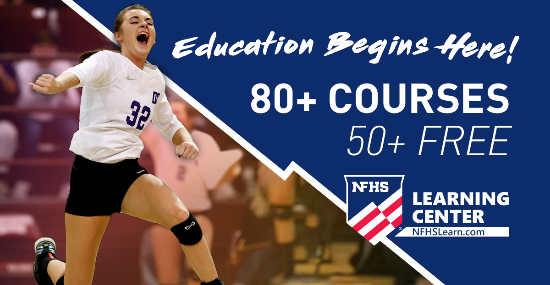 Education Begins Here!
80+ COURSES
50+ FREE
32
NFHS
LEARNING
CENTER
NFHSLearn.com